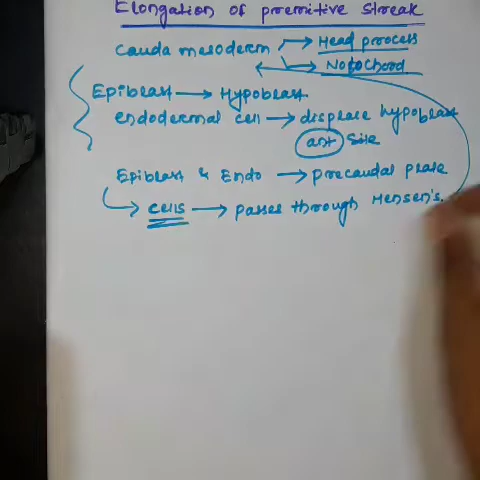 Elongation of premitive streak
Cauda mesoderm → Head process
→ Notochord
Epiblast → Hypoblast
endodermal cell → displace hypoblast
ant site
Epiblast & Endo → precaudal plate
→ cells → passes through Hensen's